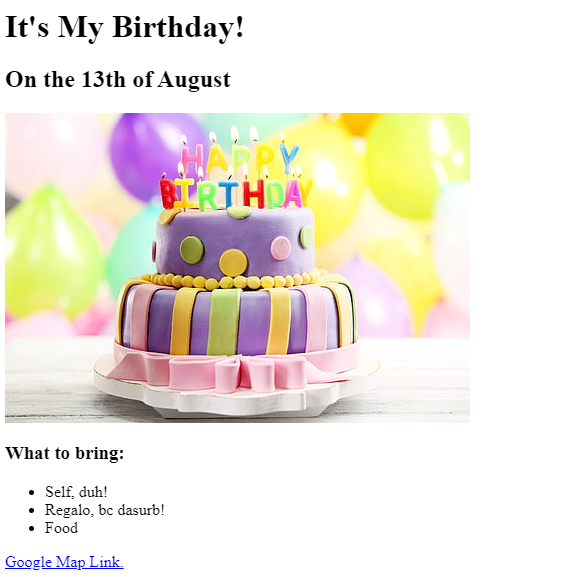 It's My Birthday!
On the 13th of August
HAPPY
BIRTHDAY
What to bring:
Self, duh!
Regalo, bc dasurb!
Food
Google Map Link.